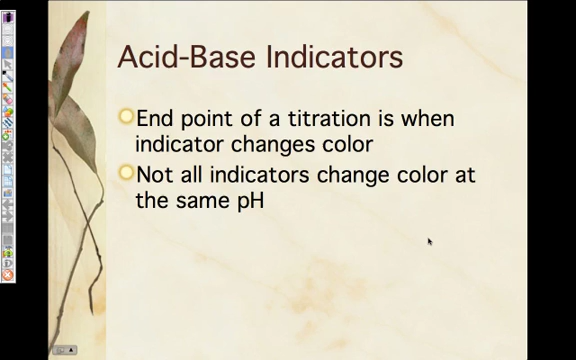 Acid-Base Indicators
End point of a titration is when
indicator changes color
Not all indicators change color at
the same pH